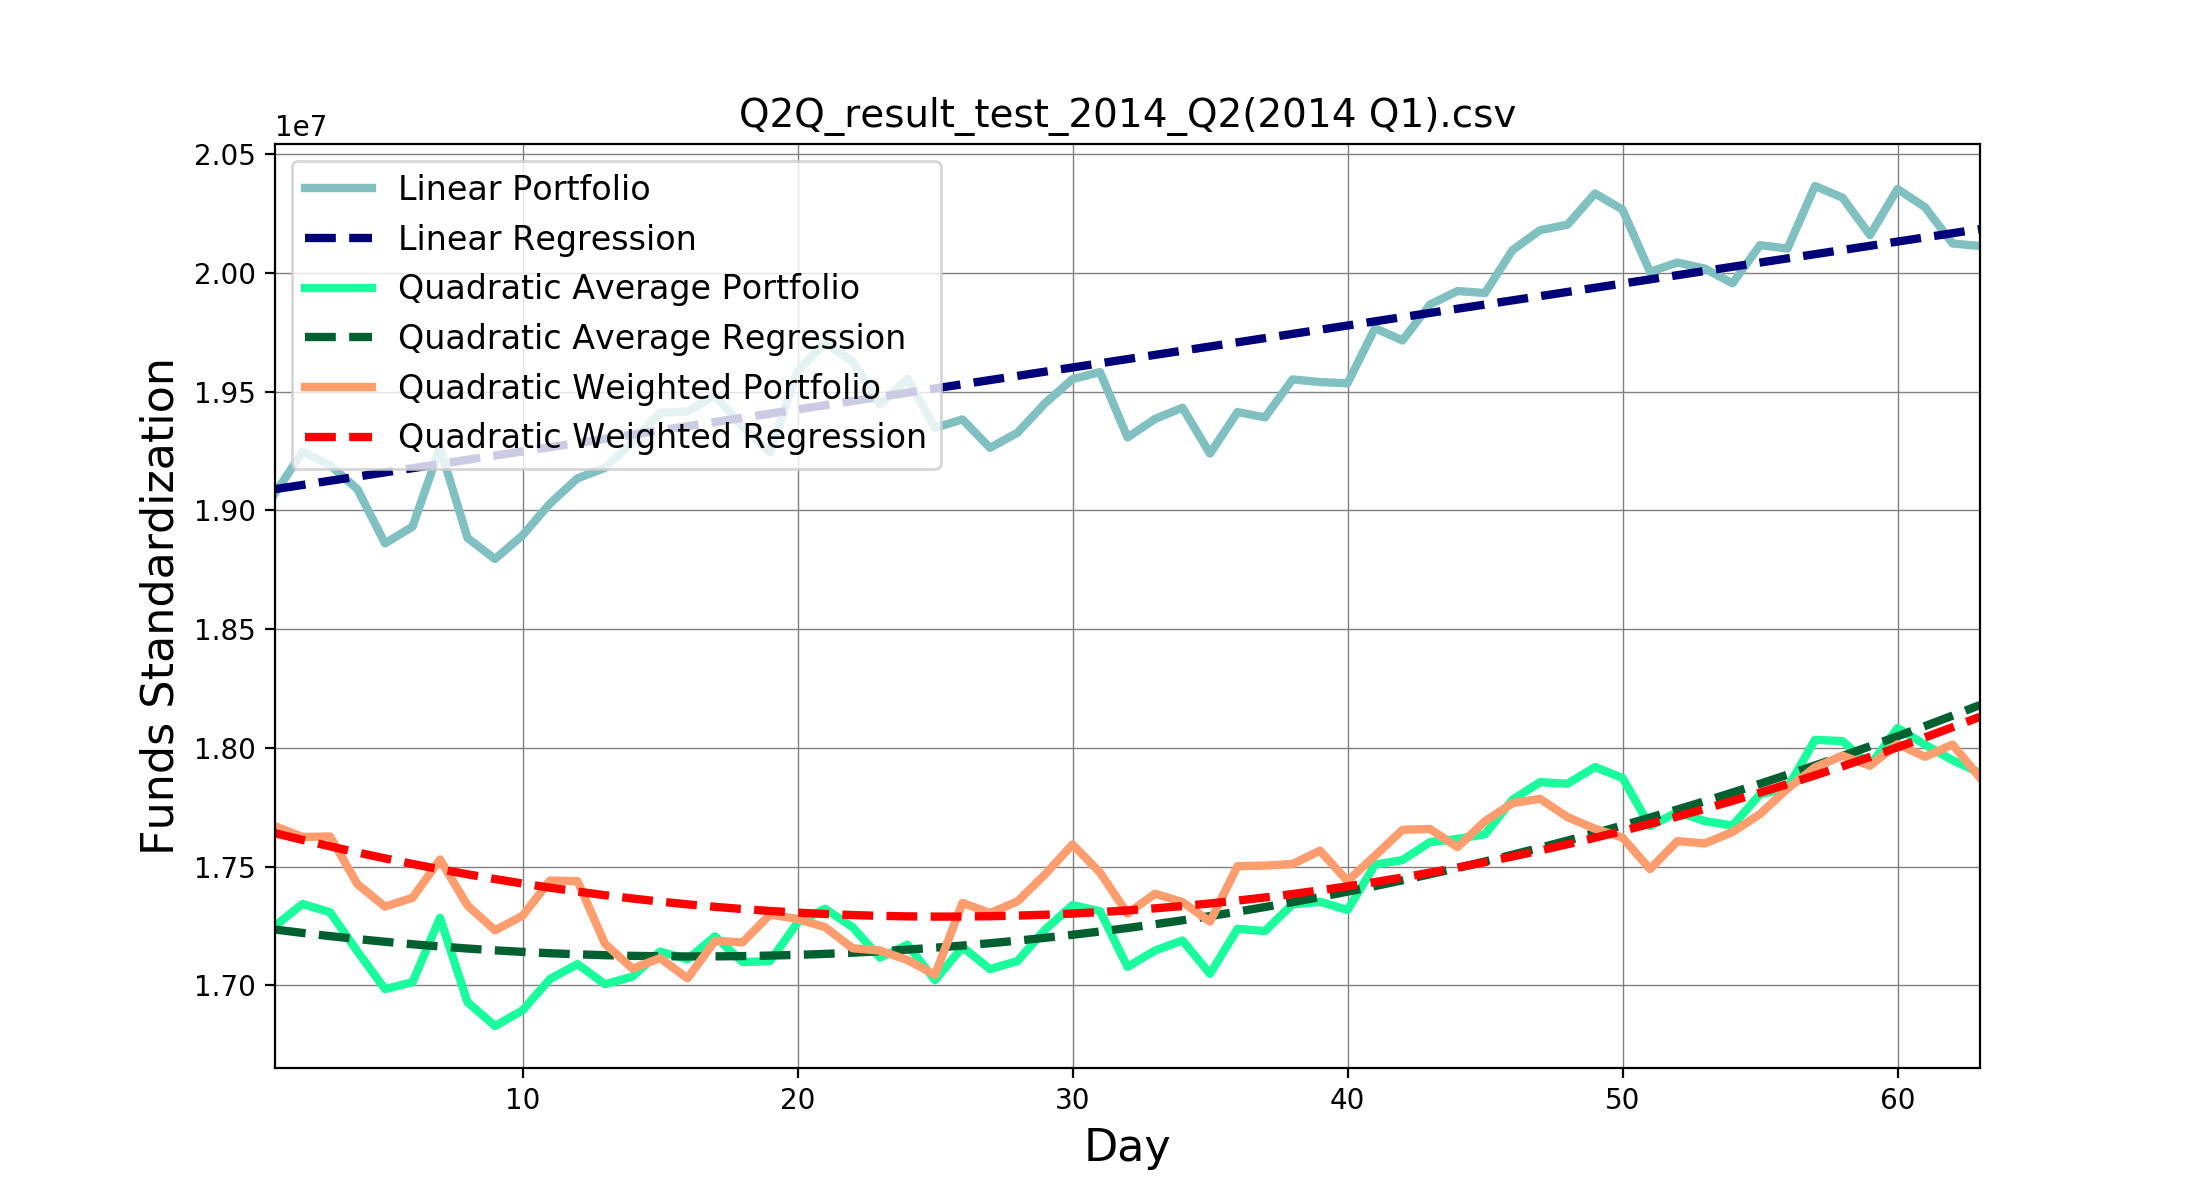 Q2Q_result_test_2014_Q2(2014 Q1).csv
1e7
2.05
2.00
1.95
1.90
1.85
1.80
1.75
1.70
Funds Standardization
Linear Portfolio
Linear Regression
Quadratic Average Portfolio
Quadratic Average Regression
Quadratic Weighted Portfolio
Quadratic Weighted Regression
10 20 30 40 50 60
Day